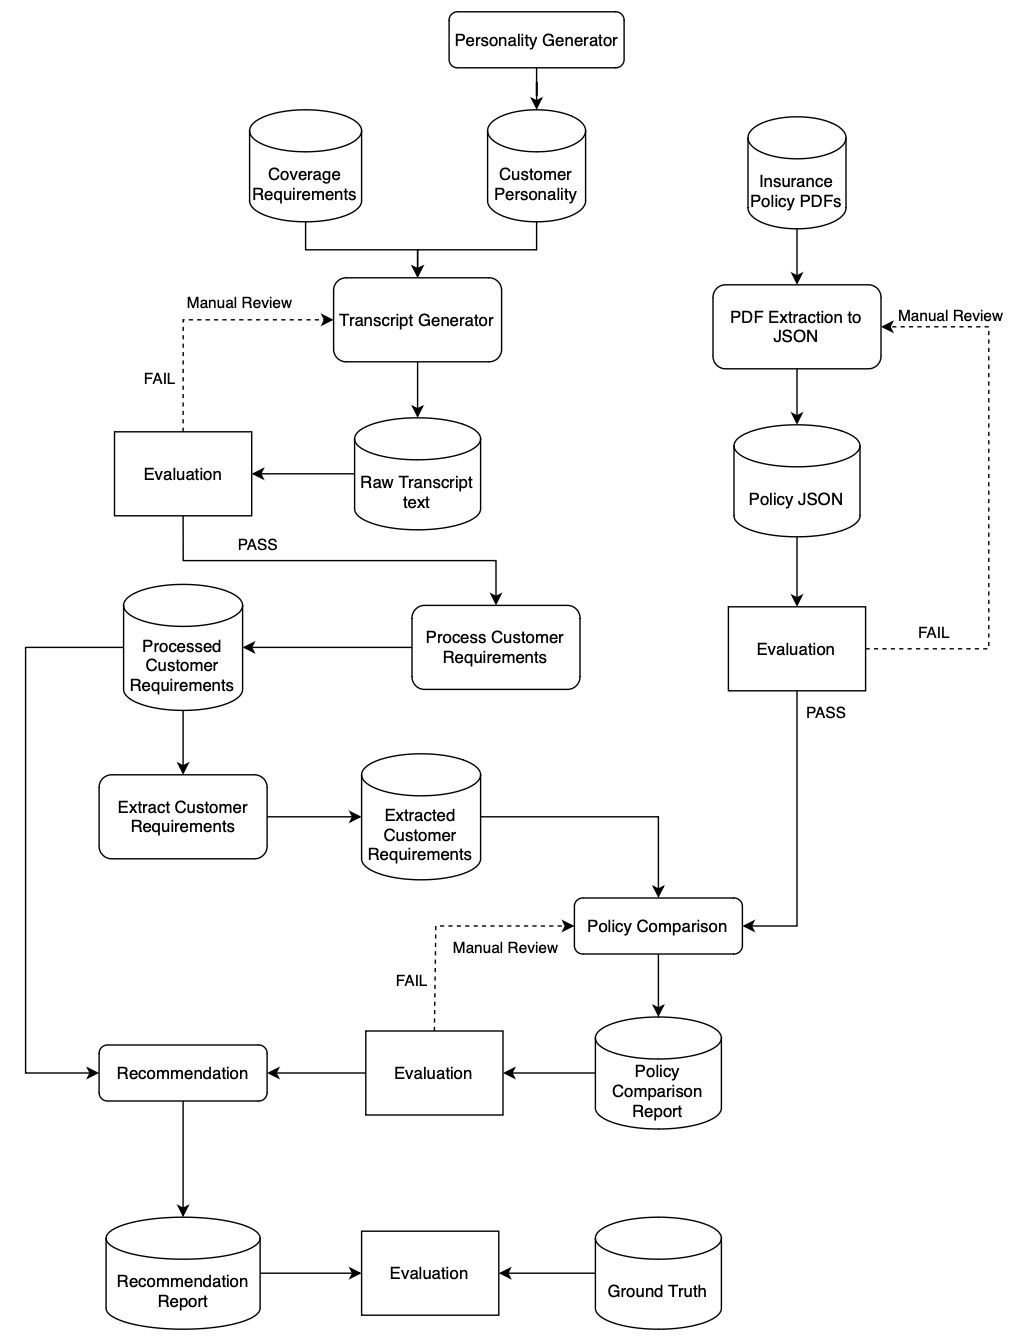 Personality Generator
Coverage
Requirements
Customer
Personality
Insurance
Policy PDFs
Manual Review
Transcript Generator
PDF Extraction to
JSON
Manual Review
FAIL
Evaluation
Raw Transcript
text
Policy JSON
PASS
Processed
Customer
Requirements
Process Customer
Requirements
Evaluation
FAIL
PASS
Extract Customer
Requirements
Extracted
Customer
Requirements
Policy Comparison
Manual Review
FAIL
Recommendation
Evaluation
Policy
Comparison
Report
Recommendation
Report
Evaluation
Ground Truth